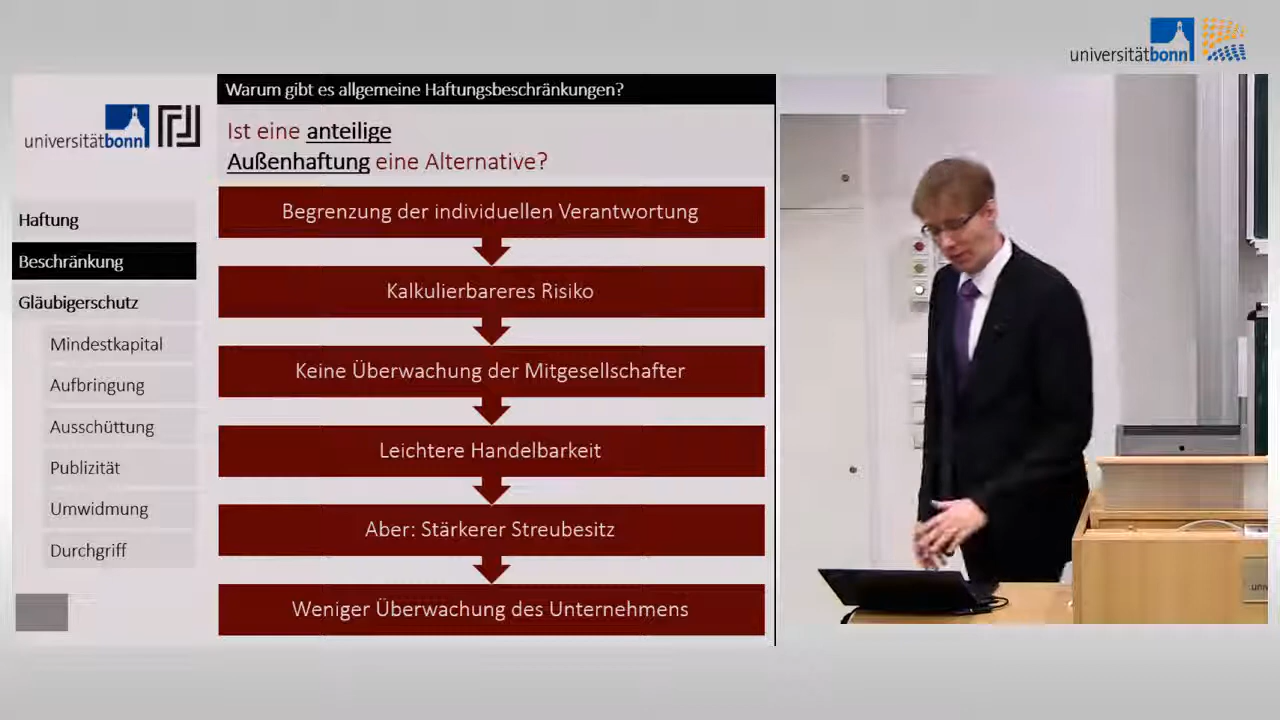 universitätbonn
Warum gibt es allgemeine Haftungsbeschränkungen?
universitätbonn
Ist eine anteilige
Außenhaftung eine Alternative?
Haftung
Beschränkung
Gläubigerschutz
Mindestkapital
Aufbringung
Ausschüttung
Publizität
Umwidmung
Durchgriff
Begrenzung der individuellen Verantwortung
Kalkulierbareres Risiko
Keine Überwachung der Mitgesellschafter
Leichtere Handelbarkeit
Aber: Stärkerer Streubesitz
Weniger Überwachung des Unternehmens